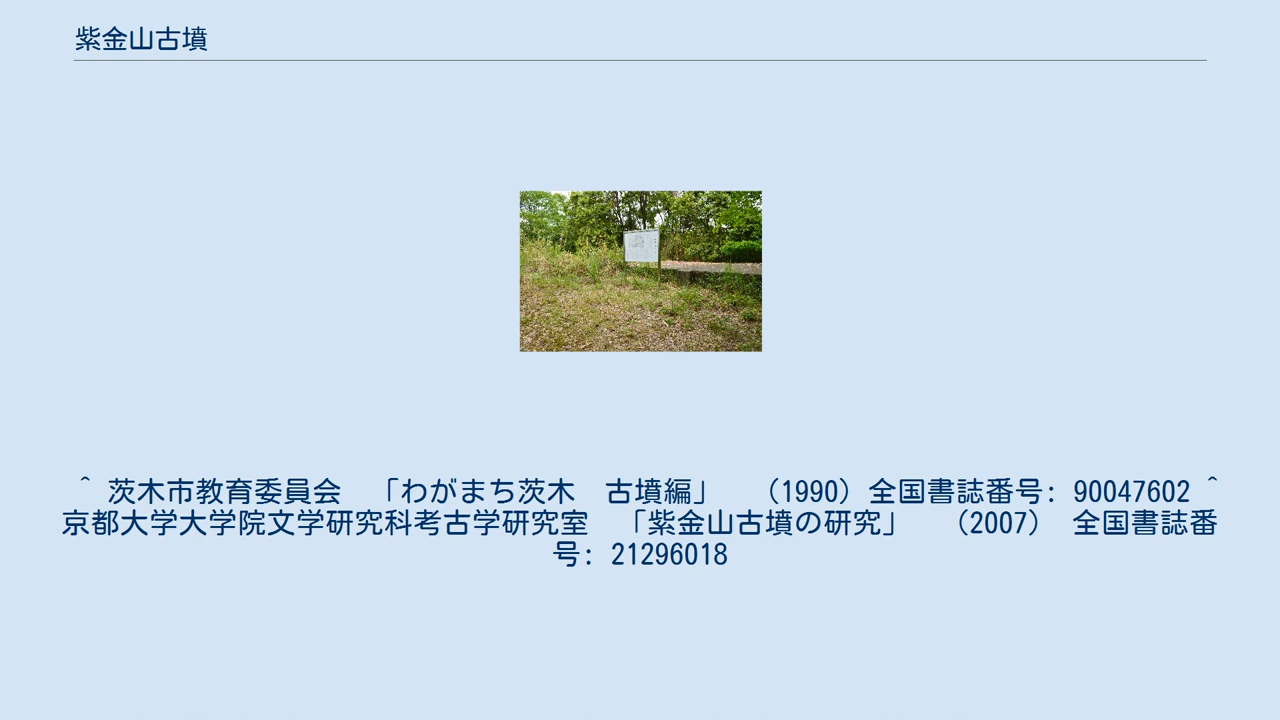 紫金山古墳
^ 茨木市教育委員会　「わがまち茨木　古墳編」　（1990）全国書誌番号: 90047602 ^
京都大学大学院文学研究科考古学研究室　「紫金山古墳の研究」　（2007）　全国書誌番
号: 21296018